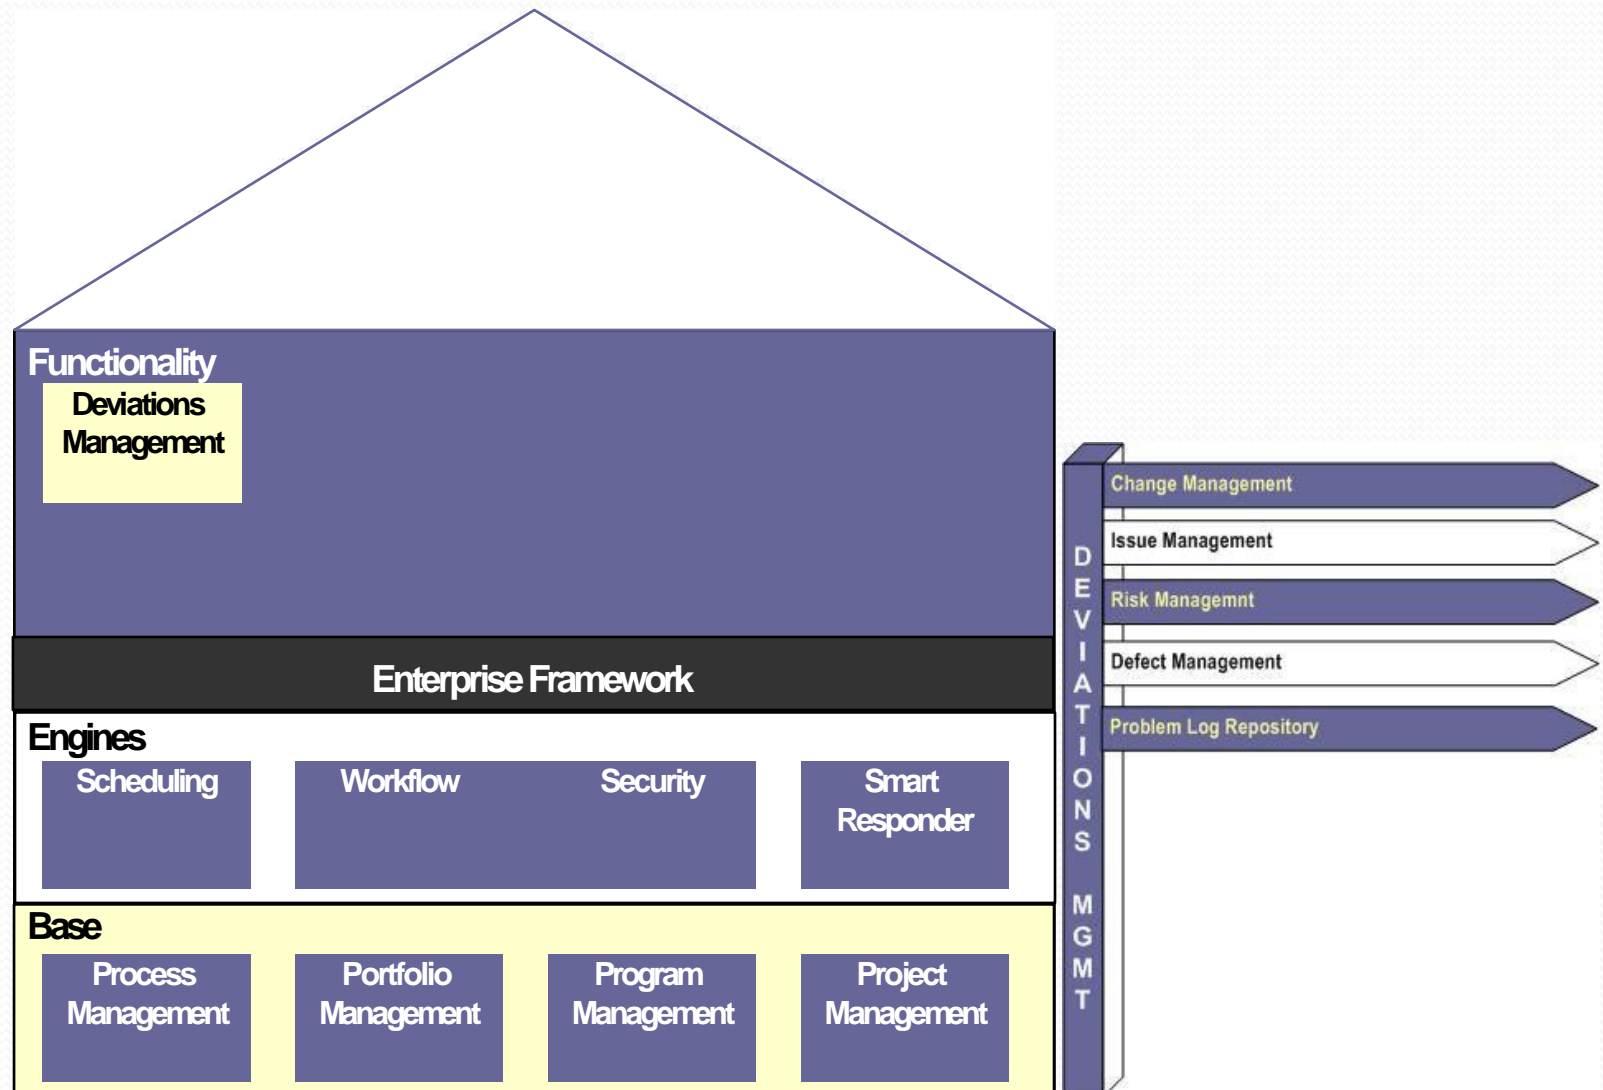 Functionality
Deviations
Management
Enterprise Framework
Engines
Scheduling
Workflow
Security
Smart
Responder
Base
Process
Management
Portfolio
Management
Program
Management
Project
Management
DEVIATIONS MGMT
Change Management
Issue Management
Risk Managemnt
Defect Management
Problem Log Repository